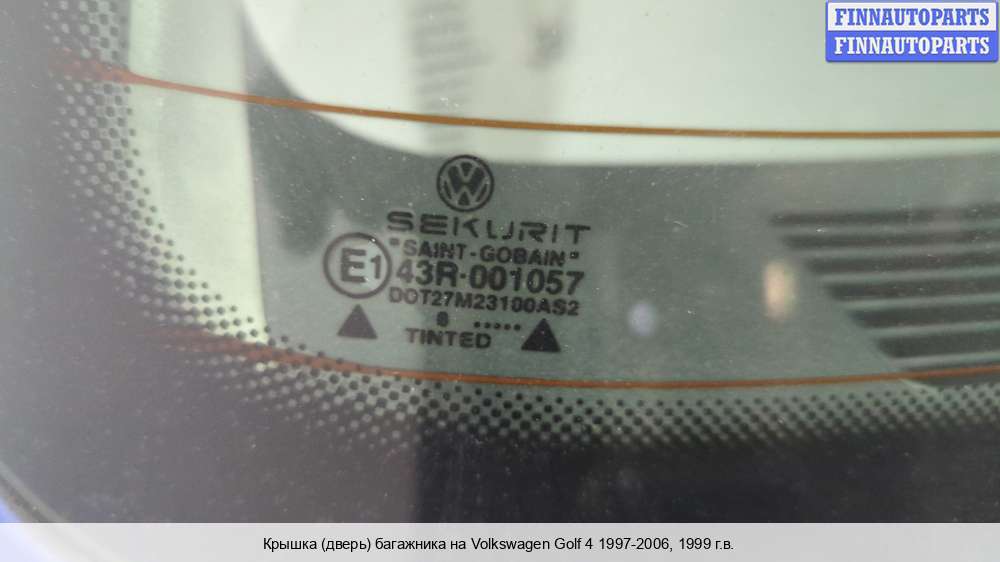 FINNAUTOPARTS
FINNAUTOPARTS
SEKURIT
"SAINT-GOBAIN"
E1 43R-001057
DOT27M23100AS2
8 .....
TINTED
Крышка (дверь) багажника на Volkswagen Golf 4 1997-2006, 1999 г.в.